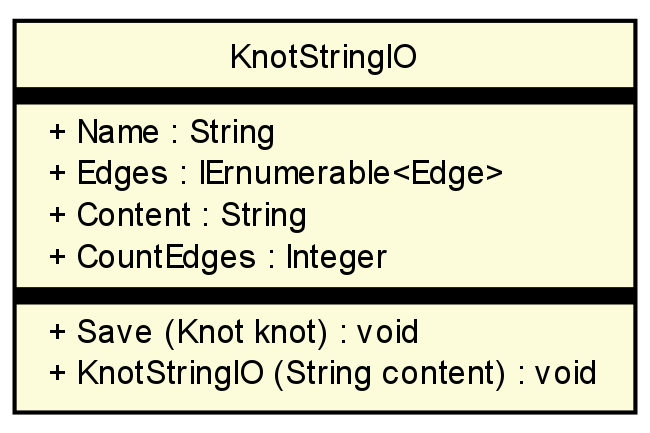 KnotStringIO
+ Name : String
+ Edges : IErnumerable<Edge>
+ Content : String
+ CountEdges : Integer
+ Save (Knot knot) : void
+ KnotStringIO (String content) : void